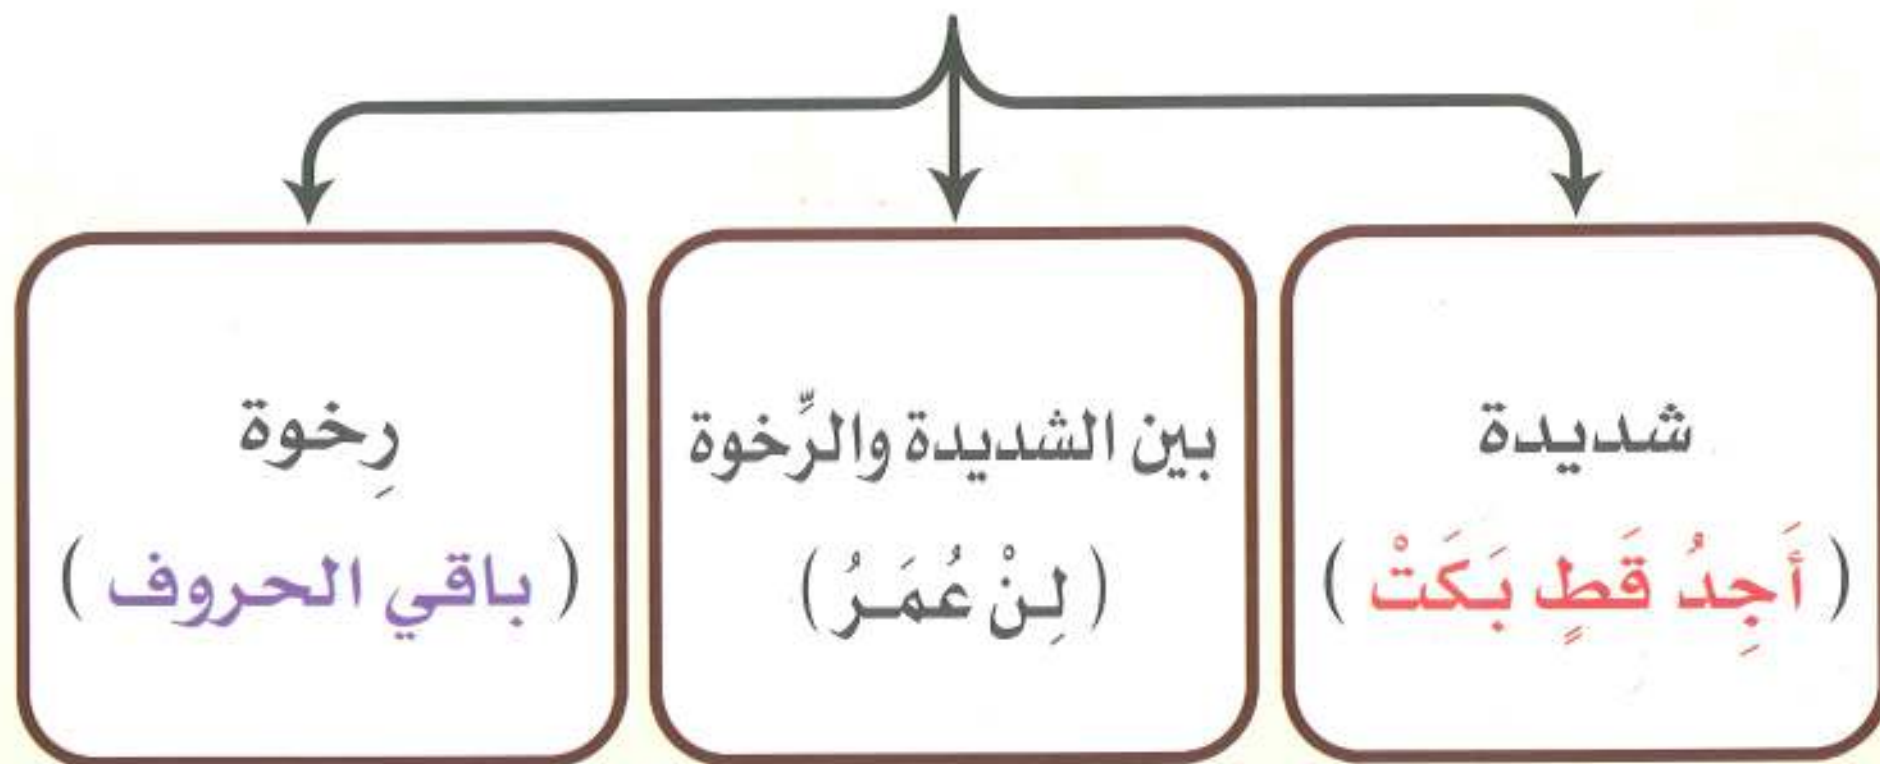 شديدة
( أَجِدُ قَطٍ بَكَتْ )
بين الشديدة والرِّخوة
( لِنْ عُمَرُ )
رِخوة
( باقي الحروف )